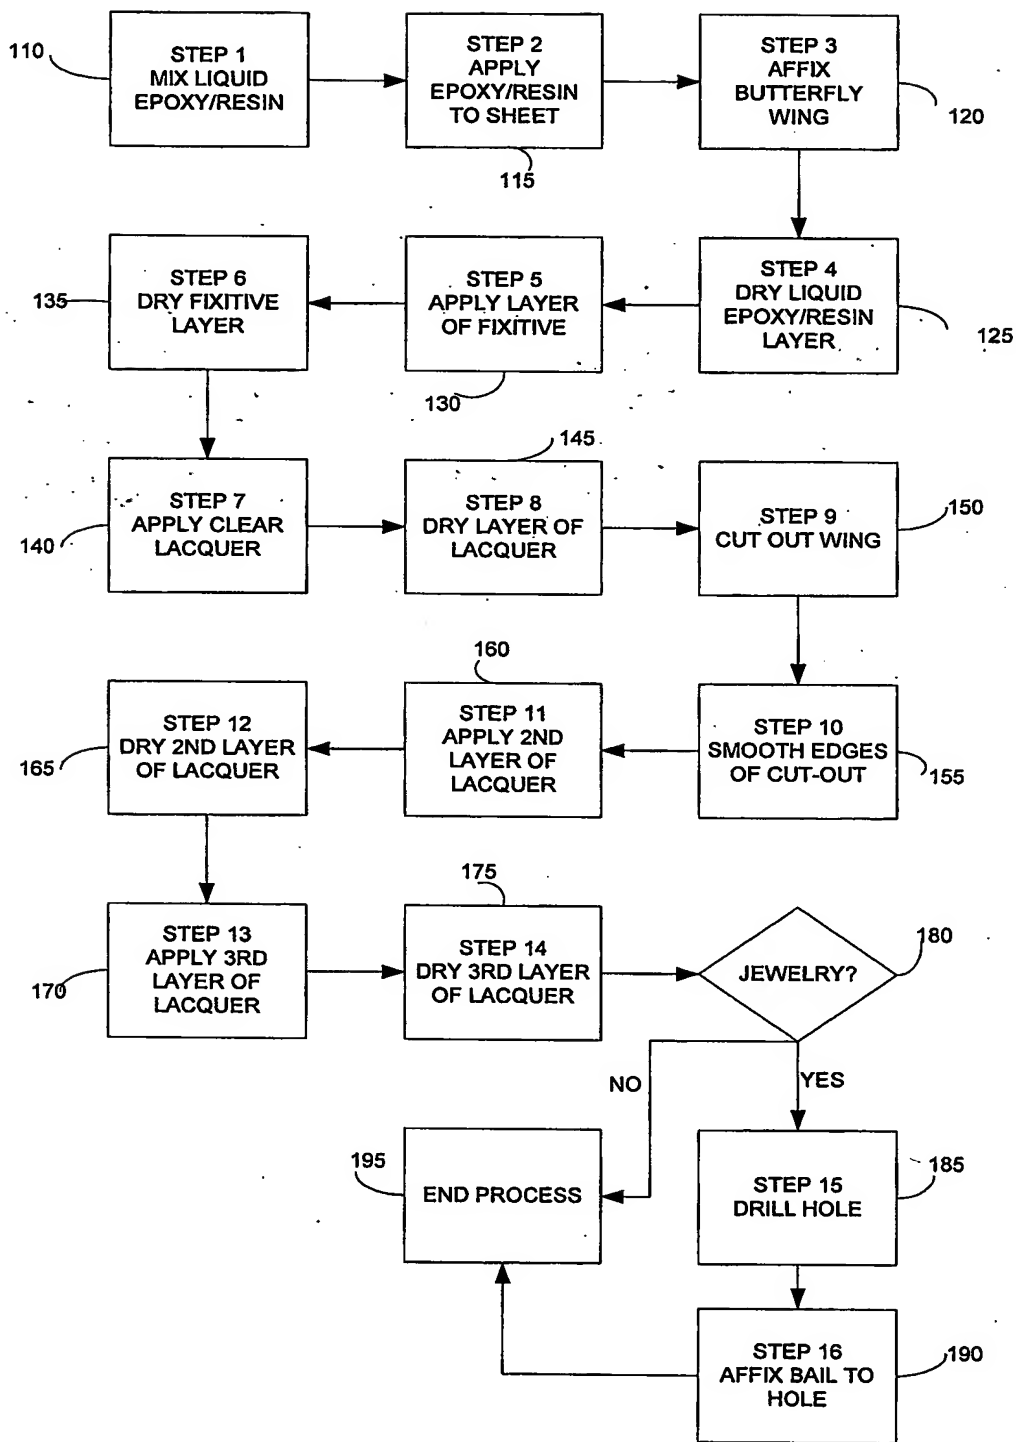 110
STEP 1
MIX LIQUID
EPOXY/RESIN
STEP 2
APPLY
EPOXY/RESIN
TO SHEET
115
STEP 3
AFFIX
BUTTERFLY
WING
120
STEP 4
DRY LIQUID
EPOXY/RESIN
LAYER
125
STEP 5
APPLY LAYER
OF FIXITIVE
130
STEP 6
DRY FIXITIVE
LAYER
135
STEP 7
APPLY CLEAR
LACQUER
140
145
STEP 8
DRY LAYER OF
LACQUER
STEP 9
CUT OUT WING
150
STEP 10
SMOOTH EDGES
OF CUT-OUT
155
160
STEP 11
APPLY 2ND
LAYER OF
LACQUER
STEP 12
DRY 2ND LAYER
OF LACQUER
165
STEP 13
APPLY 3RD
LAYER OF
LACQUER
170
175
STEP 14
DRY 3RD LAYER
OF LACQUER
JEWELRY?
180
NO
YES
195
END PROCESS
STEP 15
DRILL HOLE
185
STEP 16
AFFIX BAIL TO
HOLE
190